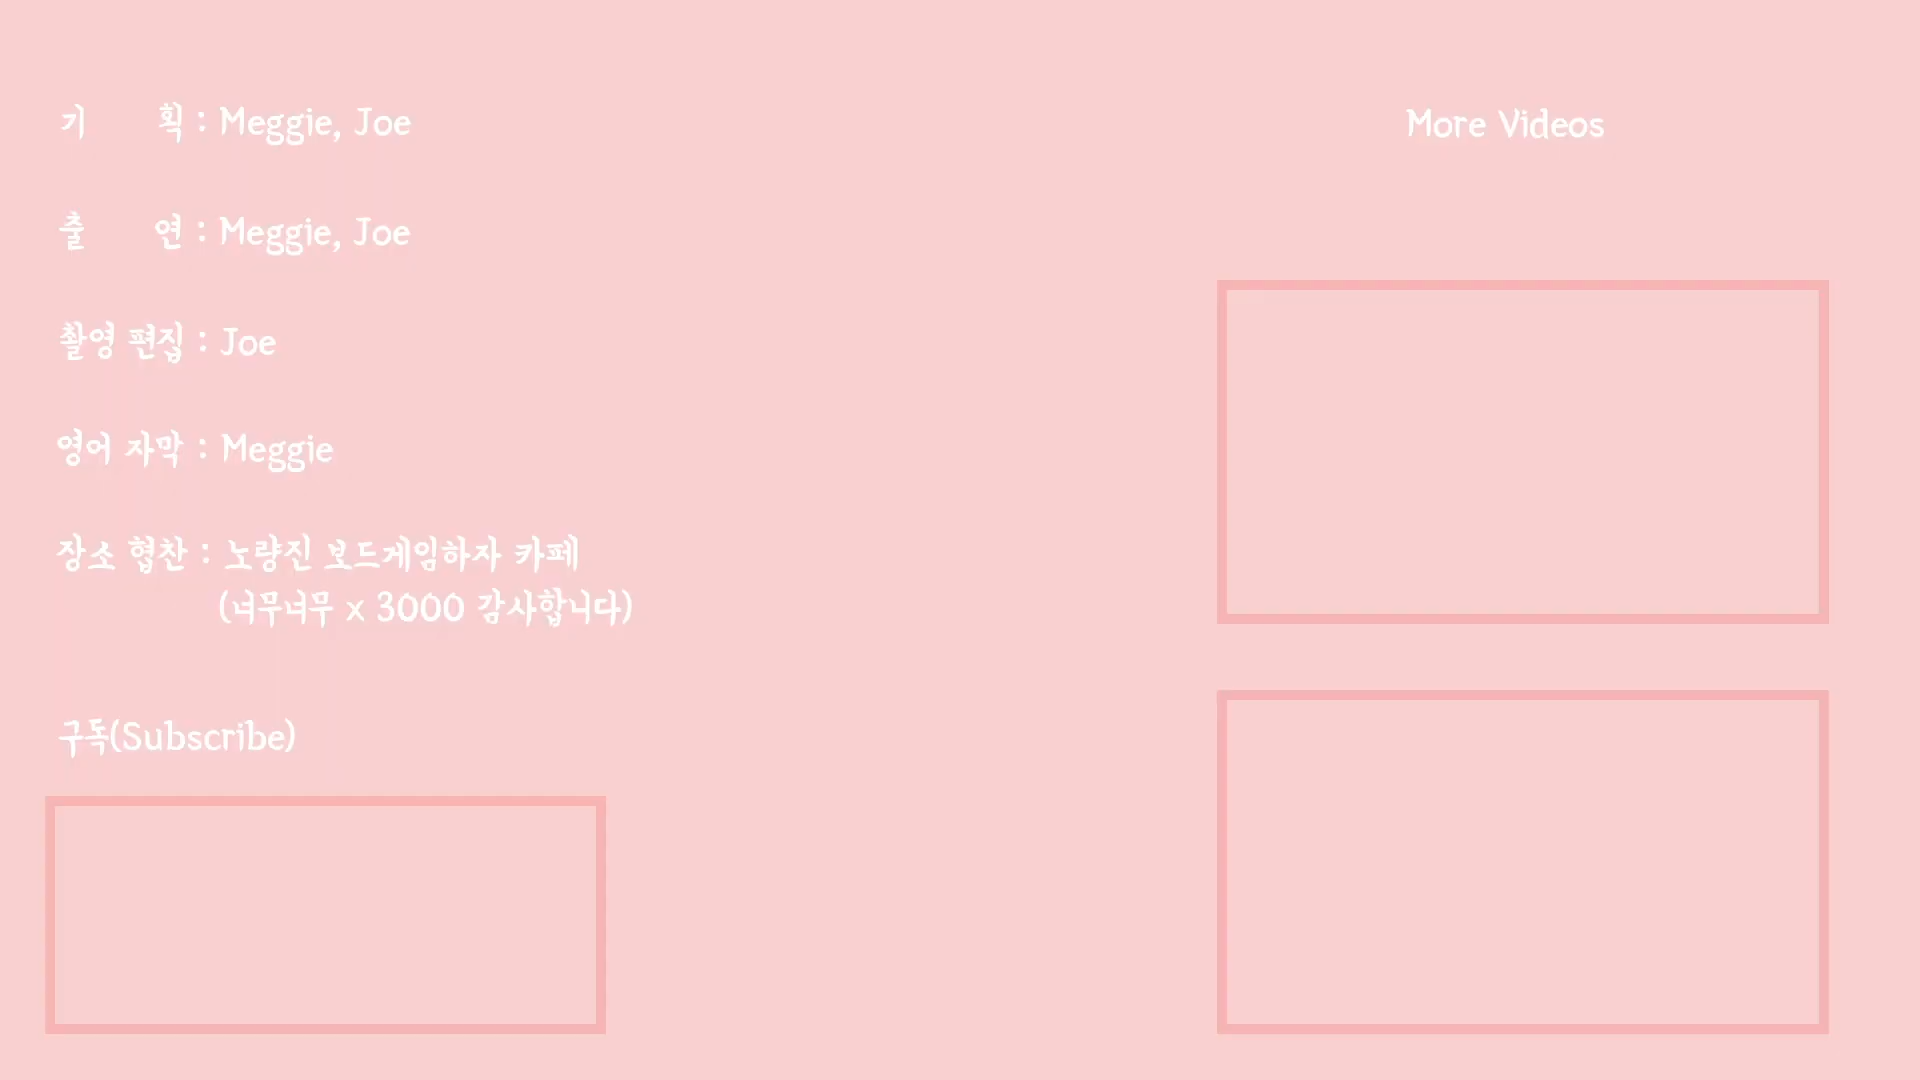 기 획 : Meggie, Joe
출 연 : Meggie, Joe
촬영 편집 : Joe
영어 자막 : Meggie
장소 협찬 : 노량진 보드게임하자 카페
(녀무녀무 x 3000 감사합니다)
구독(Subscribe)
More Videos